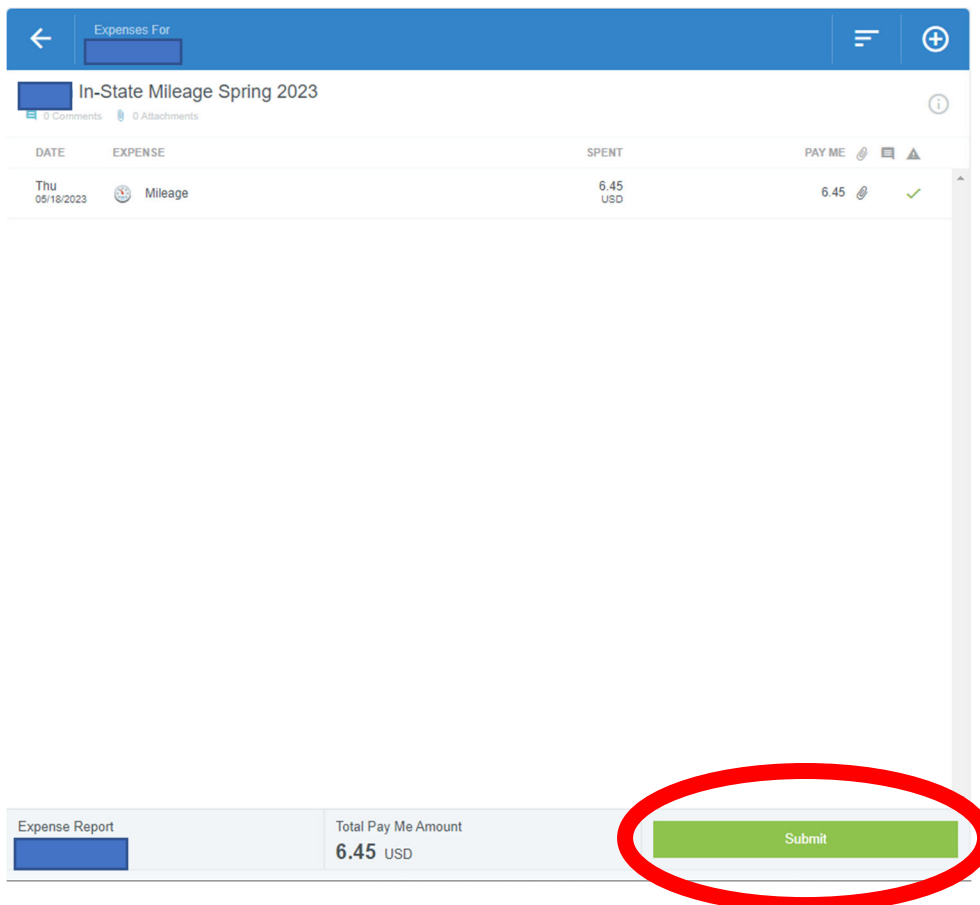 Expenses For
In-State Mileage Spring 2023
0 Comments 0 Attachments
DATE EXPENSE SPENT PAY ME
Thu
05/18/2023
Mileage
6.45
USD
6.45
Expense Report
Total Pay Me Amount
6.45 USD
Submit